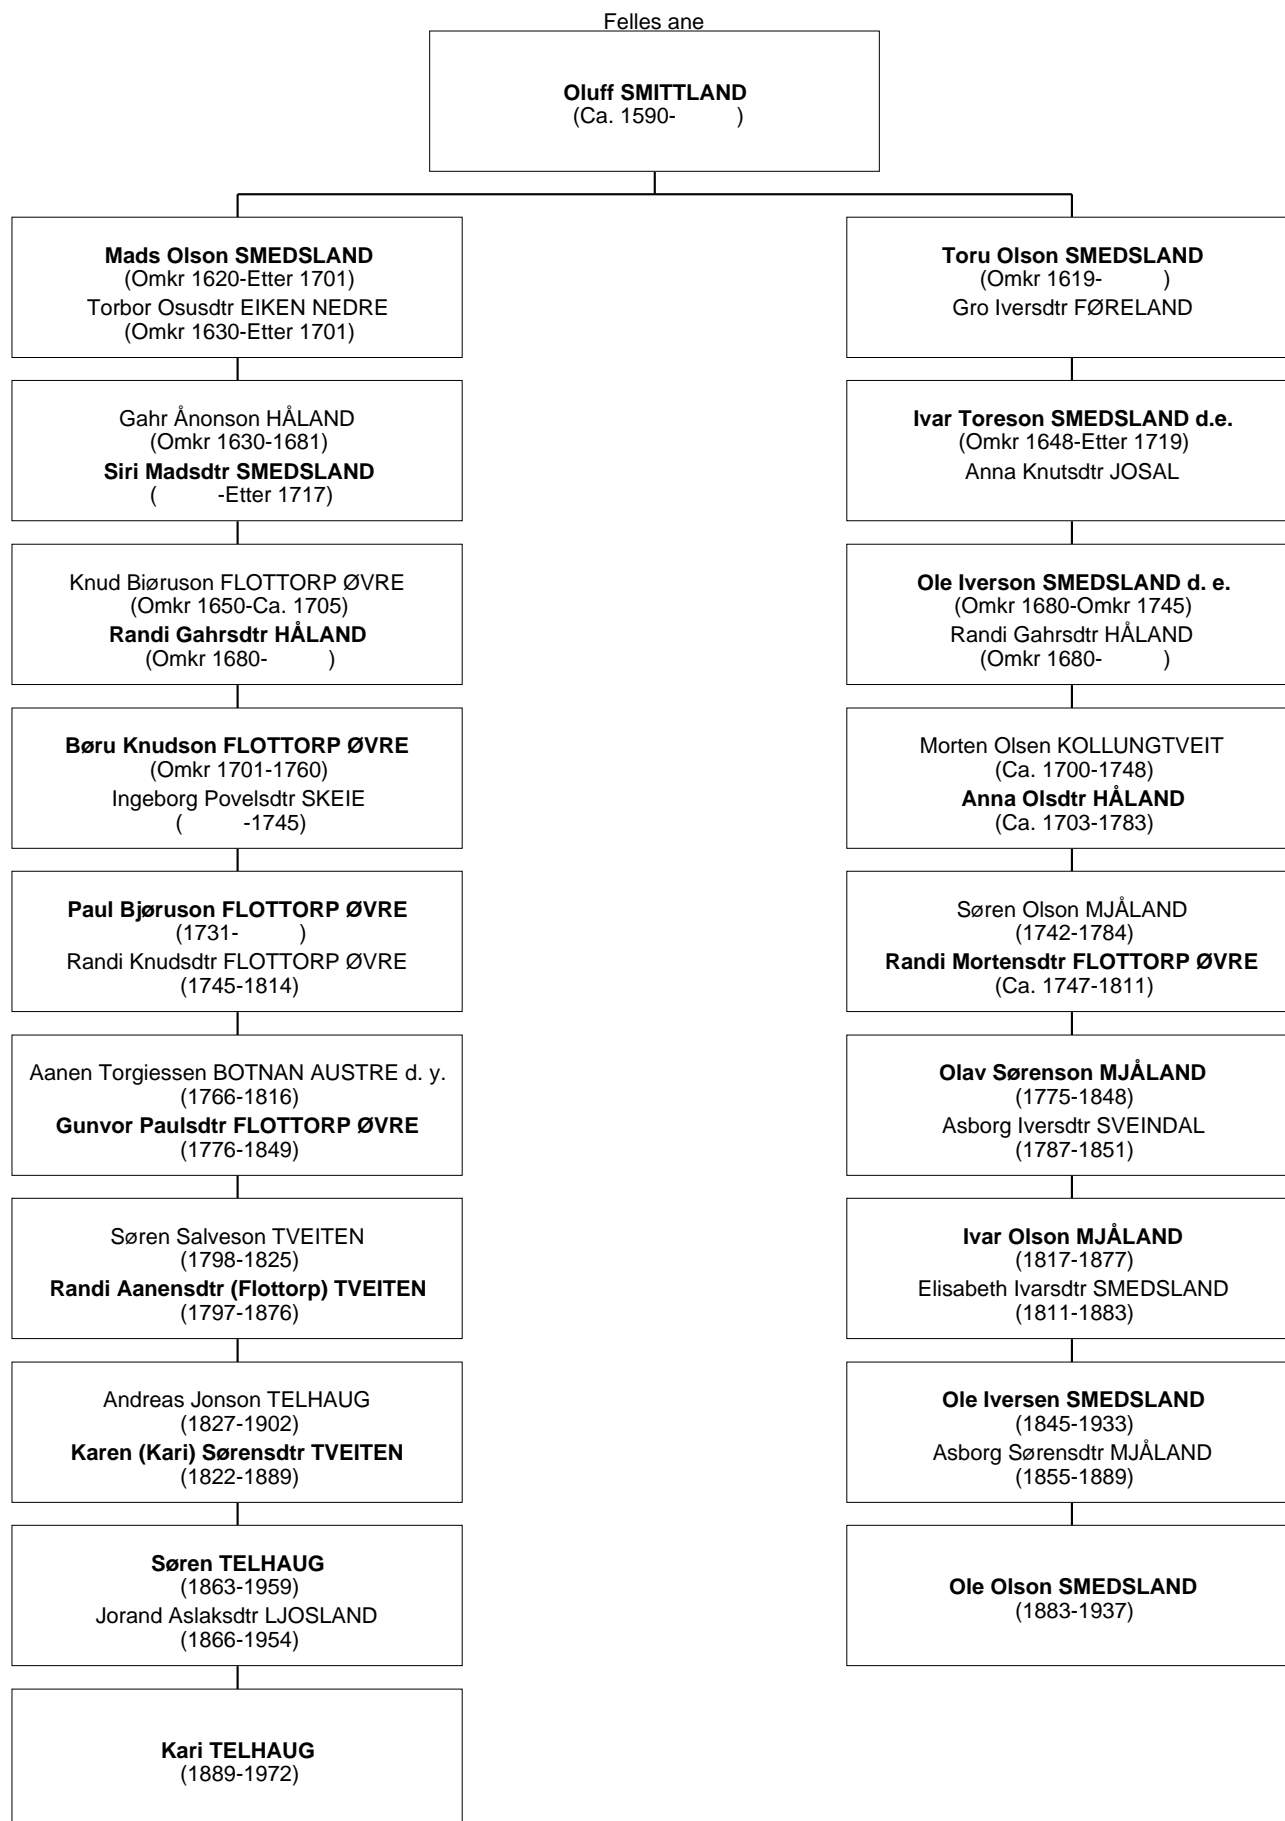 Felles ane
Oluff SMITTLAND
(Ca. 1590- )
Mads Olson SMEDSLAND
(Omkr 1620-Etter 1701)
Torbor Osusdtr EIKEN NEDRE
(Omkr 1630-Etter 1701)
Gahr Ånonson HÅLAND
(Omkr 1630-1681)
Siri Madsdtr SMEDSLAND
( -Etter 1717)
Knud Biøruson FLOTTORP ØVRE
(Omkr 1650-Ca. 1705)
Randi Gahrsdtr HÅLAND
(Omkr 1680- )
Børu Knudson FLOTTORP ØVRE
(Omkr 1701-1760)
Ingeborg Povelsdtr SKEIE
( -1745)
Paul Bjøruson FLOTTORP ØVRE
(1731- )
Randi Knudsdtr FLOTTORP ØVRE
(1745-1814)
Aanen Torgiessen BOTNAN AUSTRE d. y.
(1766-1816)
Gunvor Paulsdtr FLOTTORP ØVRE
(1776-1849)
Søren Salveson TVEITEN
(1798-1825)
Randi Aanensdtr (Flottorp) TVEITEN
(1797-1876)
Andreas Jonson TELHAUG
(1827-1902)
Karen (Kari) Sørensdtr TVEITEN
(1822-1889)
Søren TELHAUG
(1863-1959)
Jorand Aslaksdtr LJOSLAND
(1866-1954)
Kari TELHAUG
(1889-1972)
Toru Olson SMEDSLAND
(Omkr 1619- )
Gro Iversdtr FØRELAND
Ivar Toreson SMEDSLAND d.e.
(Omkr 1648-Etter 1719)
Anna Knutsdtr JOSAL
Ole Iverson SMEDSLAND d. e.
(Omkr 1680-Omkr 1745)
Randi Gahrsdtr HÅLAND
(Omkr 1680- )
Morten Olsen KOLLUNGTVEIT
(Ca. 1700-1748)
Anna Olsdtr HÅLAND
(Ca. 1703-1783)
Søren Olson MJÅLAND
(1742-1784)
Randi Mortensdtr FLOTTORP ØVRE
(Ca. 1747-1811)
Olav Sørenson MJÅLAND
(1775-1848)
Asborg Iversdtr SVEINDAL
(1787-1851)
Ivar Olson MJÅLAND
(1817-1877)
Elisabeth Ivarsdtr SMEDSLAND
(1811-1883)
Ole Iversen SMEDSLAND
(1845-1933)
Asborg Sørensdtr MJÅLAND
(1855-1889)
Ole Olson SMEDSLAND
(1883-1937)